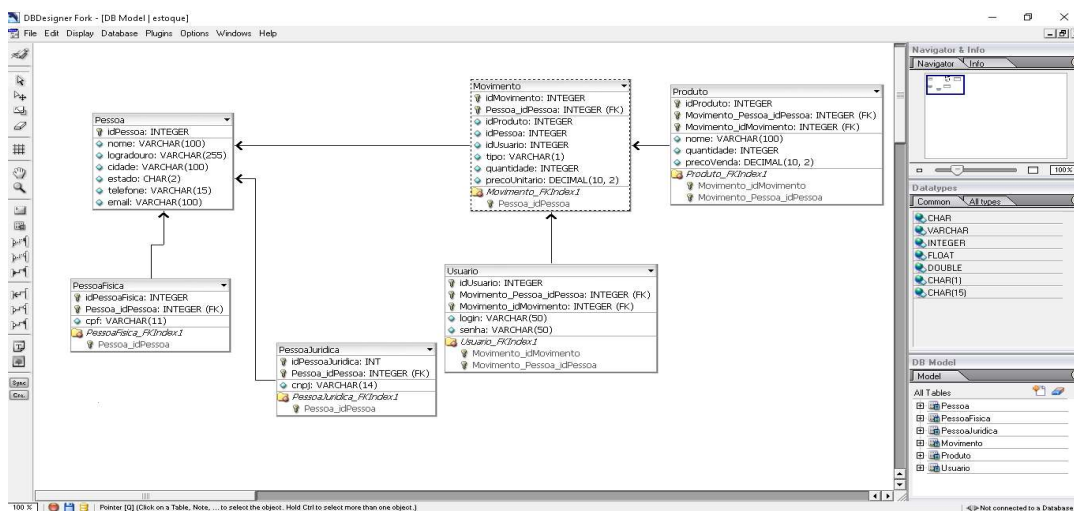 DBDesigner Fork - [DB Model | estoque]
File Edit Display Database Plugins Options Windows Help
Pessoa
idPessoa: INTEGER
nome: VARCHAR(100)
logradouro: VARCHAR(255)
cidade: VARCHAR(100)
estado: CHAR(2)
telefone: VARCHAR(15)
email: VARCHAR(100)
Movimento
idMovimento: INTEGER
Pessoa_idPessoa: INTEGER (FK)
idProduto: INTEGER
idPessoa: INTEGER
idUsuario: INTEGER
tipo: VARCHAR(1)
quantidade: INTEGER
precoUnitario: DECIMAL(10, 2)
Movimento_FKIndex1
Pessoa_idPessoa
Produto
idProduto: INTEGER
Movimento_Pessoa_idPessoa: INTEGER (FK)
Movimento_idMovimento: INTEGER (FK)
nome: VARCHAR(100)
quantidade: INTEGER
precoVenda: DECIMAL(10, 2)
Produto_FKIndex1
Movimento_idMovimento
Movimento_Pessoa_idPessoa
PessoaFisica
idPessoaFisica: INTEGER
Pessoa_idPessoa: INTEGER (FK)
cpf: VARCHAR(11)
PessoaFisica_FKIndex1
Pessoa_idPessoa
PessoaJuridica
idPessoaJuridica: INT
Pessoa_idPessoa: INTEGER (FK)
cnpj: VARCHAR(14)
PessoaJuridica_FKIndex1
Pessoa_idPessoa
Usuario
idUsuario: INTEGER
Movimento_Pessoa_idPessoa: INTEGER (FK)
Movimento_idMovimento: INTEGER (FK)
login: VARCHAR(50)
senha: VARCHAR(50)
Usuario_FKIndex1
Movimento_idMovimento
Movimento_Pessoa_idPessoa
Navigator & Info
Navigator Info
100%
Datatypes
Common All types
CHAR
VARCHAR
INTEGER
FLOAT
DOUBLE
CHAR(1)
CHAR(15)
DB Model
Model
All Tables
Pessoa
PessoaFisica
PessoaJuridica
Movimento
Produto
Usuario
Sync
100 % Pointer [Q] (Click on a Table, Note, ... to select the object. Hold Ctrl to select more than one object.)
Not connected to a Database